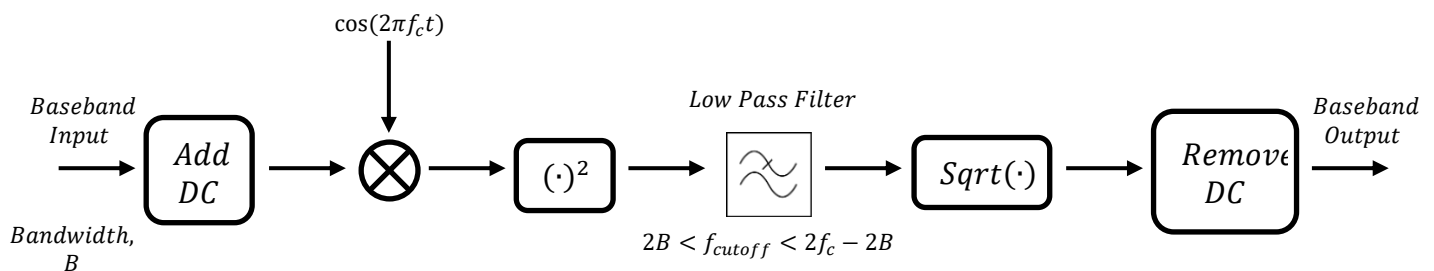 cos(2πf_c t)
Baseband
Input
Add
DC
(·)²
Low Pass Filter
Sqrt(·)
Remove
DC
Baseband
Output
Bandwidth,
B
2B < f_cutoff < 2f_c − 2B